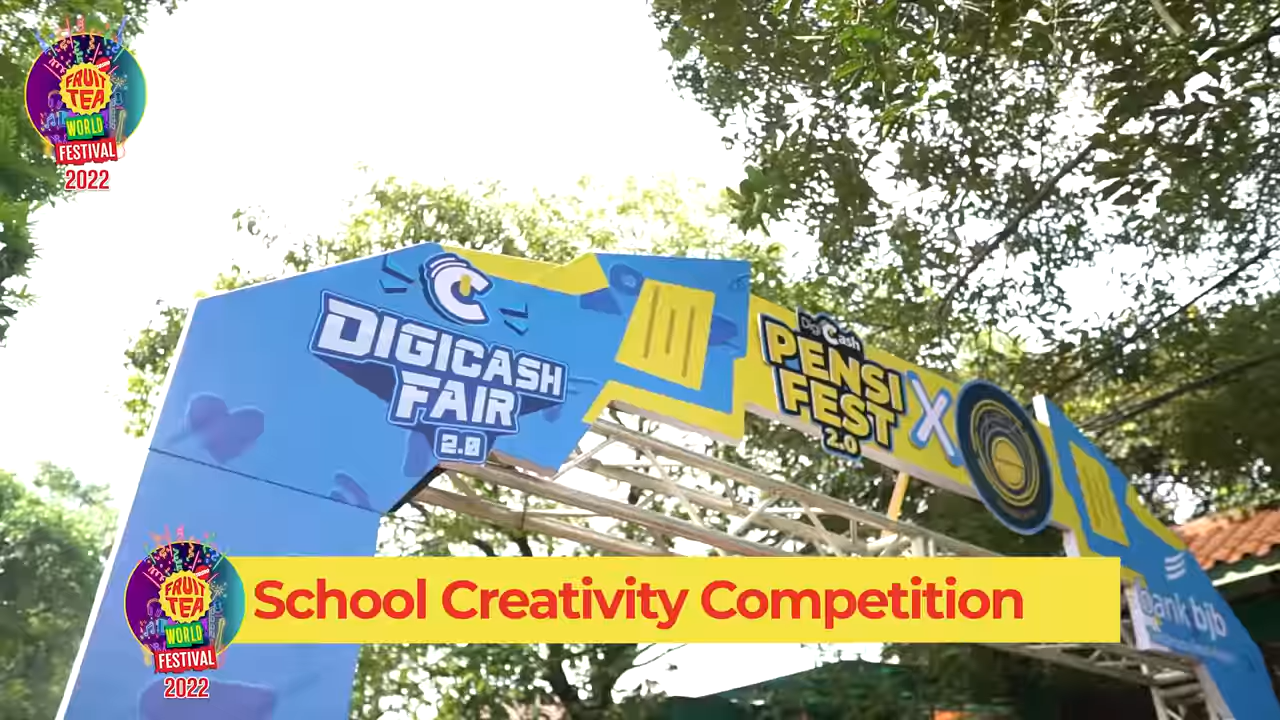 FRUIT
TEA
WORLD
FESTIVAL
2022
DIGICASH
FAIR
2.0
DigiCash
PENSI
FEST
2.0
X
bank bjb
FRUIT
TEA
WORLD
FESTIVAL
2022
School Creativity Competition